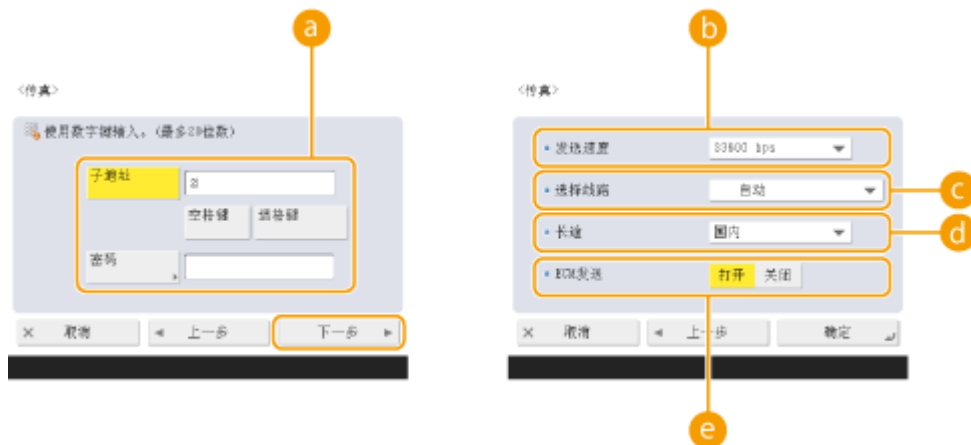 a
b
<传真>
使用数字键输入。(最多20位数)
子地址
空格键 退格键
密码
× 取消 ◄ 上一步 下一步 ►
<传真>
发送速度 33600 bps
选择线路 自动
长途 国内
ECM发送 打开 关闭
× 取消 ◄ 上一步 确定
c
d
e